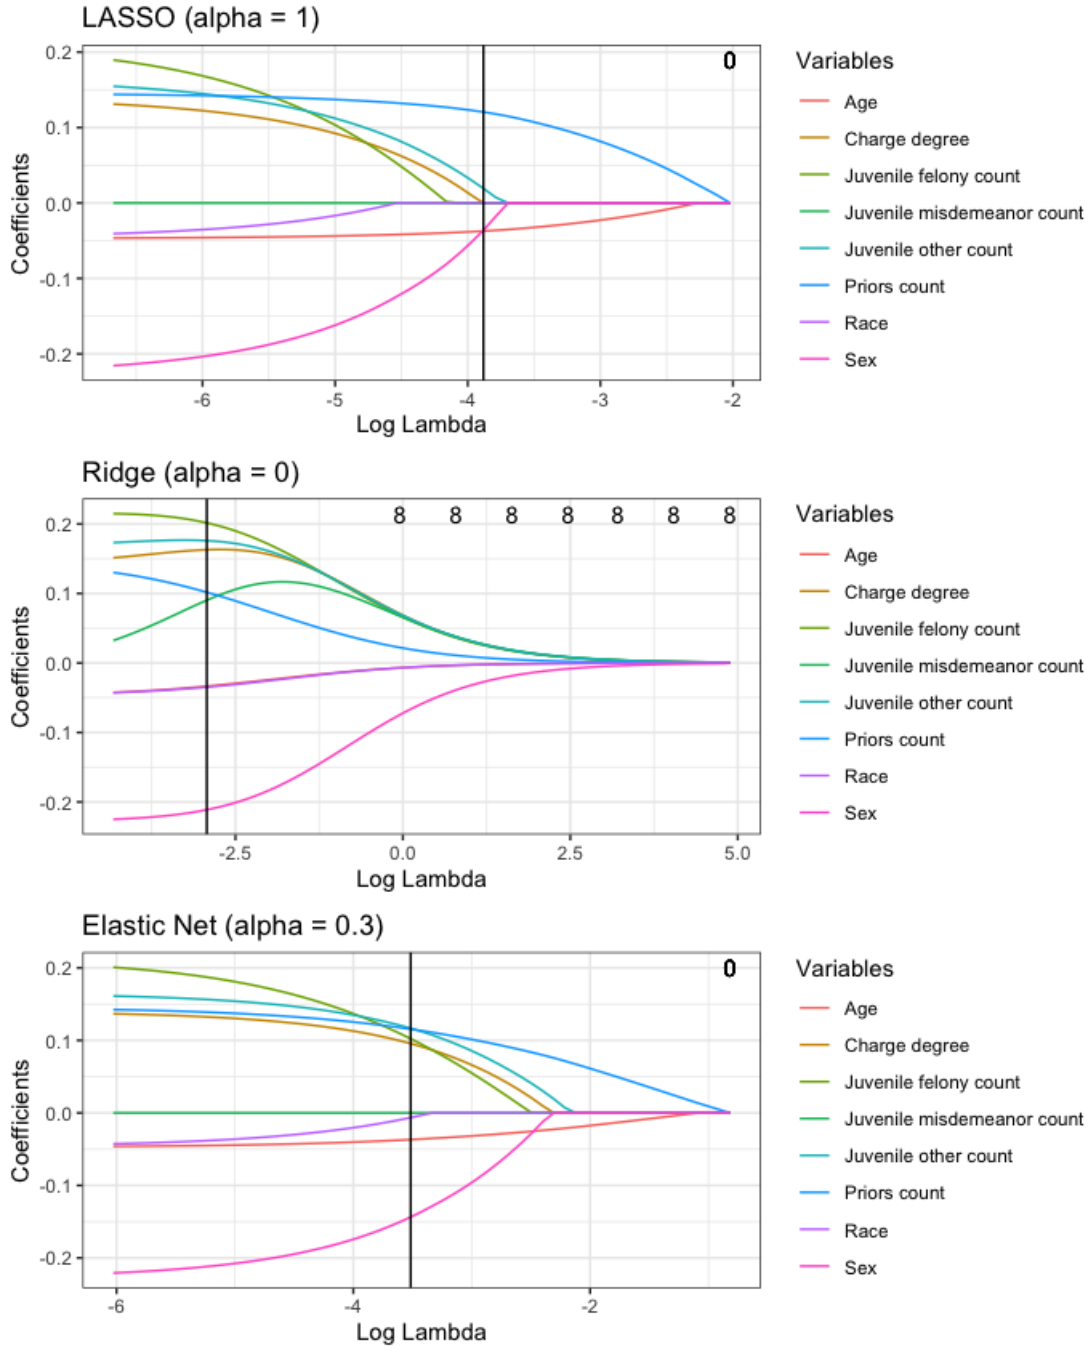 LASSO (alpha = 1)
0.2
0.1
0.0
-0.1
-0.2
Coefficients
0
-6 -5 -4 -3 -2
Log Lambda
Variables
Age
Charge degree
Juvenile felony count
Juvenile misdemeanor count
Juvenile other count
Priors count
Race
Sex
Ridge (alpha = 0)
0.2
0.1
0.0
-0.1
-0.2
Coefficients
8 8 8 8 8 8 8
-2.5 0.0 2.5 5.0
Log Lambda
Variables
Age
Charge degree
Juvenile felony count
Juvenile misdemeanor count
Juvenile other count
Priors count
Race
Sex
Elastic Net (alpha = 0.3)
0.2
0.1
0.0
-0.1
-0.2
Coefficients
0
-6 -4 -2
Log Lambda
Variables
Age
Charge degree
Juvenile felony count
Juvenile misdemeanor count
Juvenile other count
Priors count
Race
Sex